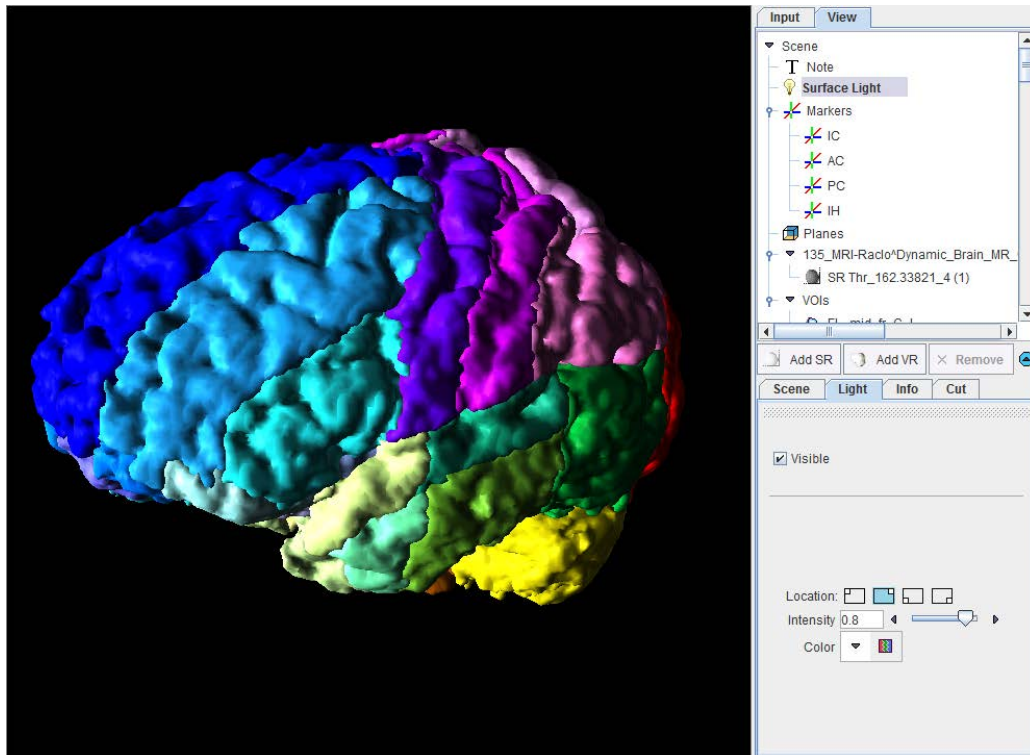 Input View
Scene
Note
Surface Light
Markers
IC
AC
PC
IH
Planes
135_MRI-Raclo^Dynamic_Brain_MR_
SR Thr_162.33821_4 (1)
VOIs
Add SR Add VR Remove
Scene Light Info Cut
Visible
Location:
Intensity 0.8
Color